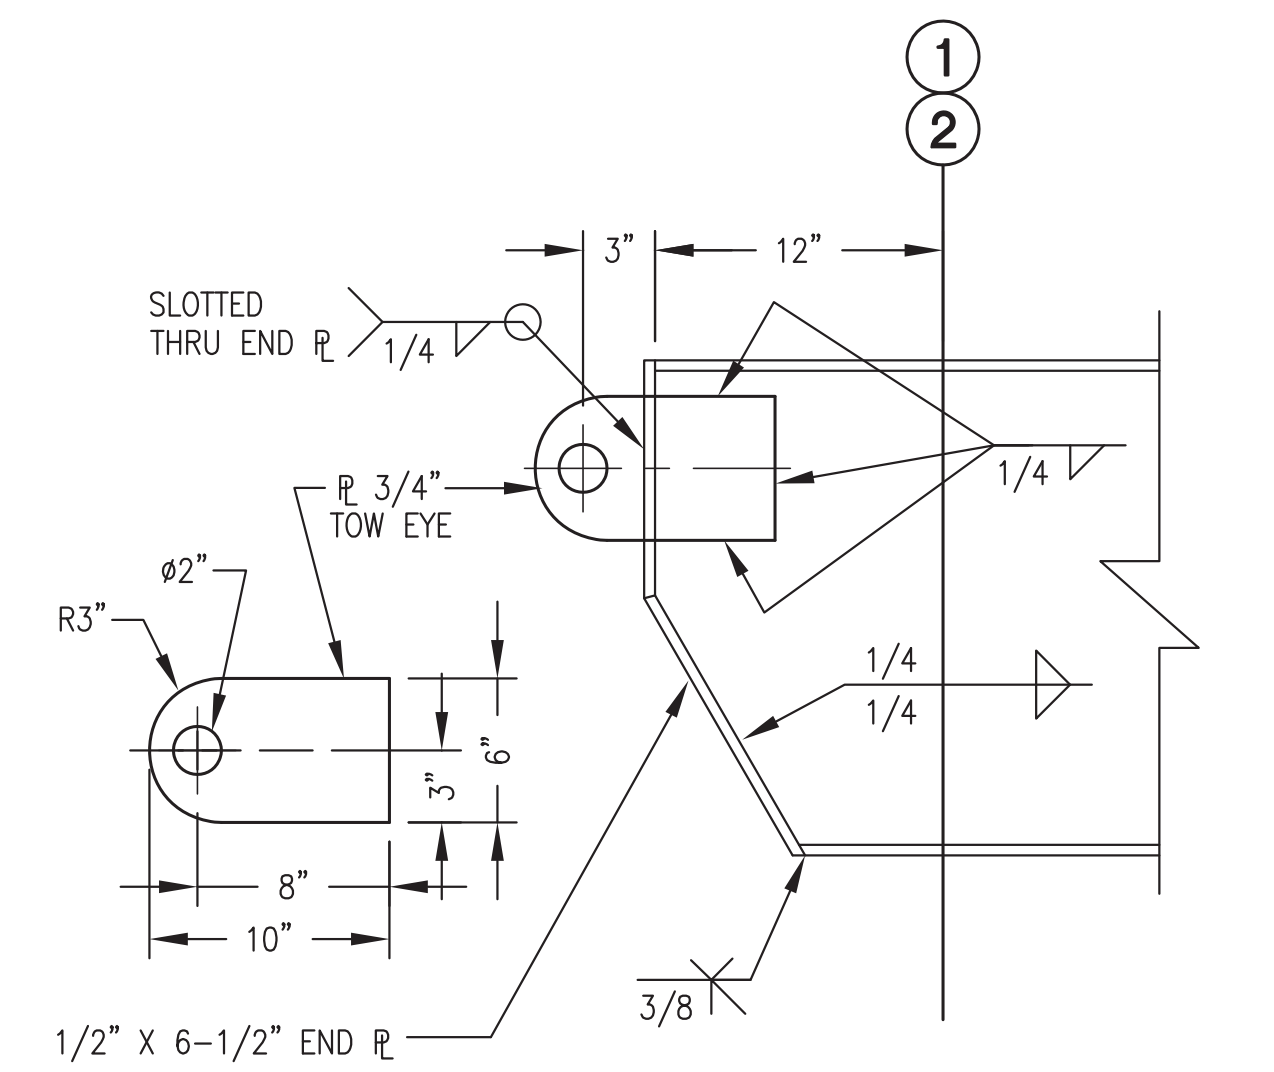 1
2
3” 12”
SLOTTED
THRU END ⅊
1/4
1/4
⅊ 3/4”
TOW EYE
ø2”
R3”
1/4
1/4
6”
3”
8”
10”
3/8
1/2” X 6-1/2” END ⅊